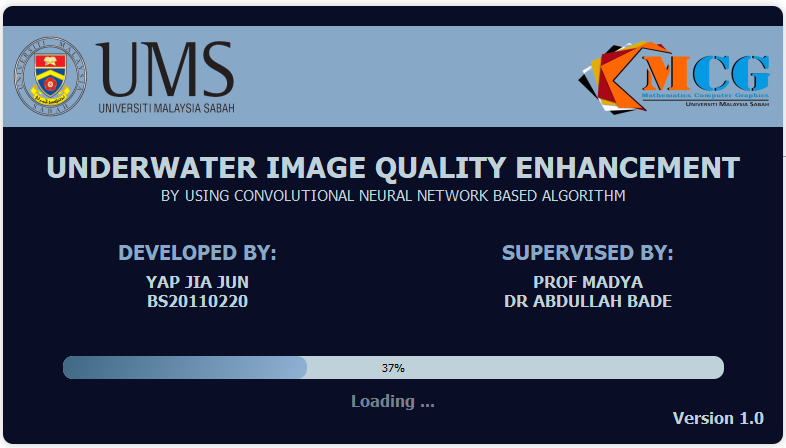 UMS
UNIVERSITI MALAYSIA SABAH
MCG
Mathematics Computer Graphics
UNIVERSITI MALAYSIA SABAH
UNDERWATER IMAGE QUALITY ENHANCEMENT
BY USING CONVOLUTIONAL NEURAL NETWORK BASED ALGORITHM
DEVELOPED BY:
YAP JIA JUN
BS20110220
SUPERVISED BY:
PROF MADYA
DR ABDULLAH BADE
37%
Loading ...
Version 1.0